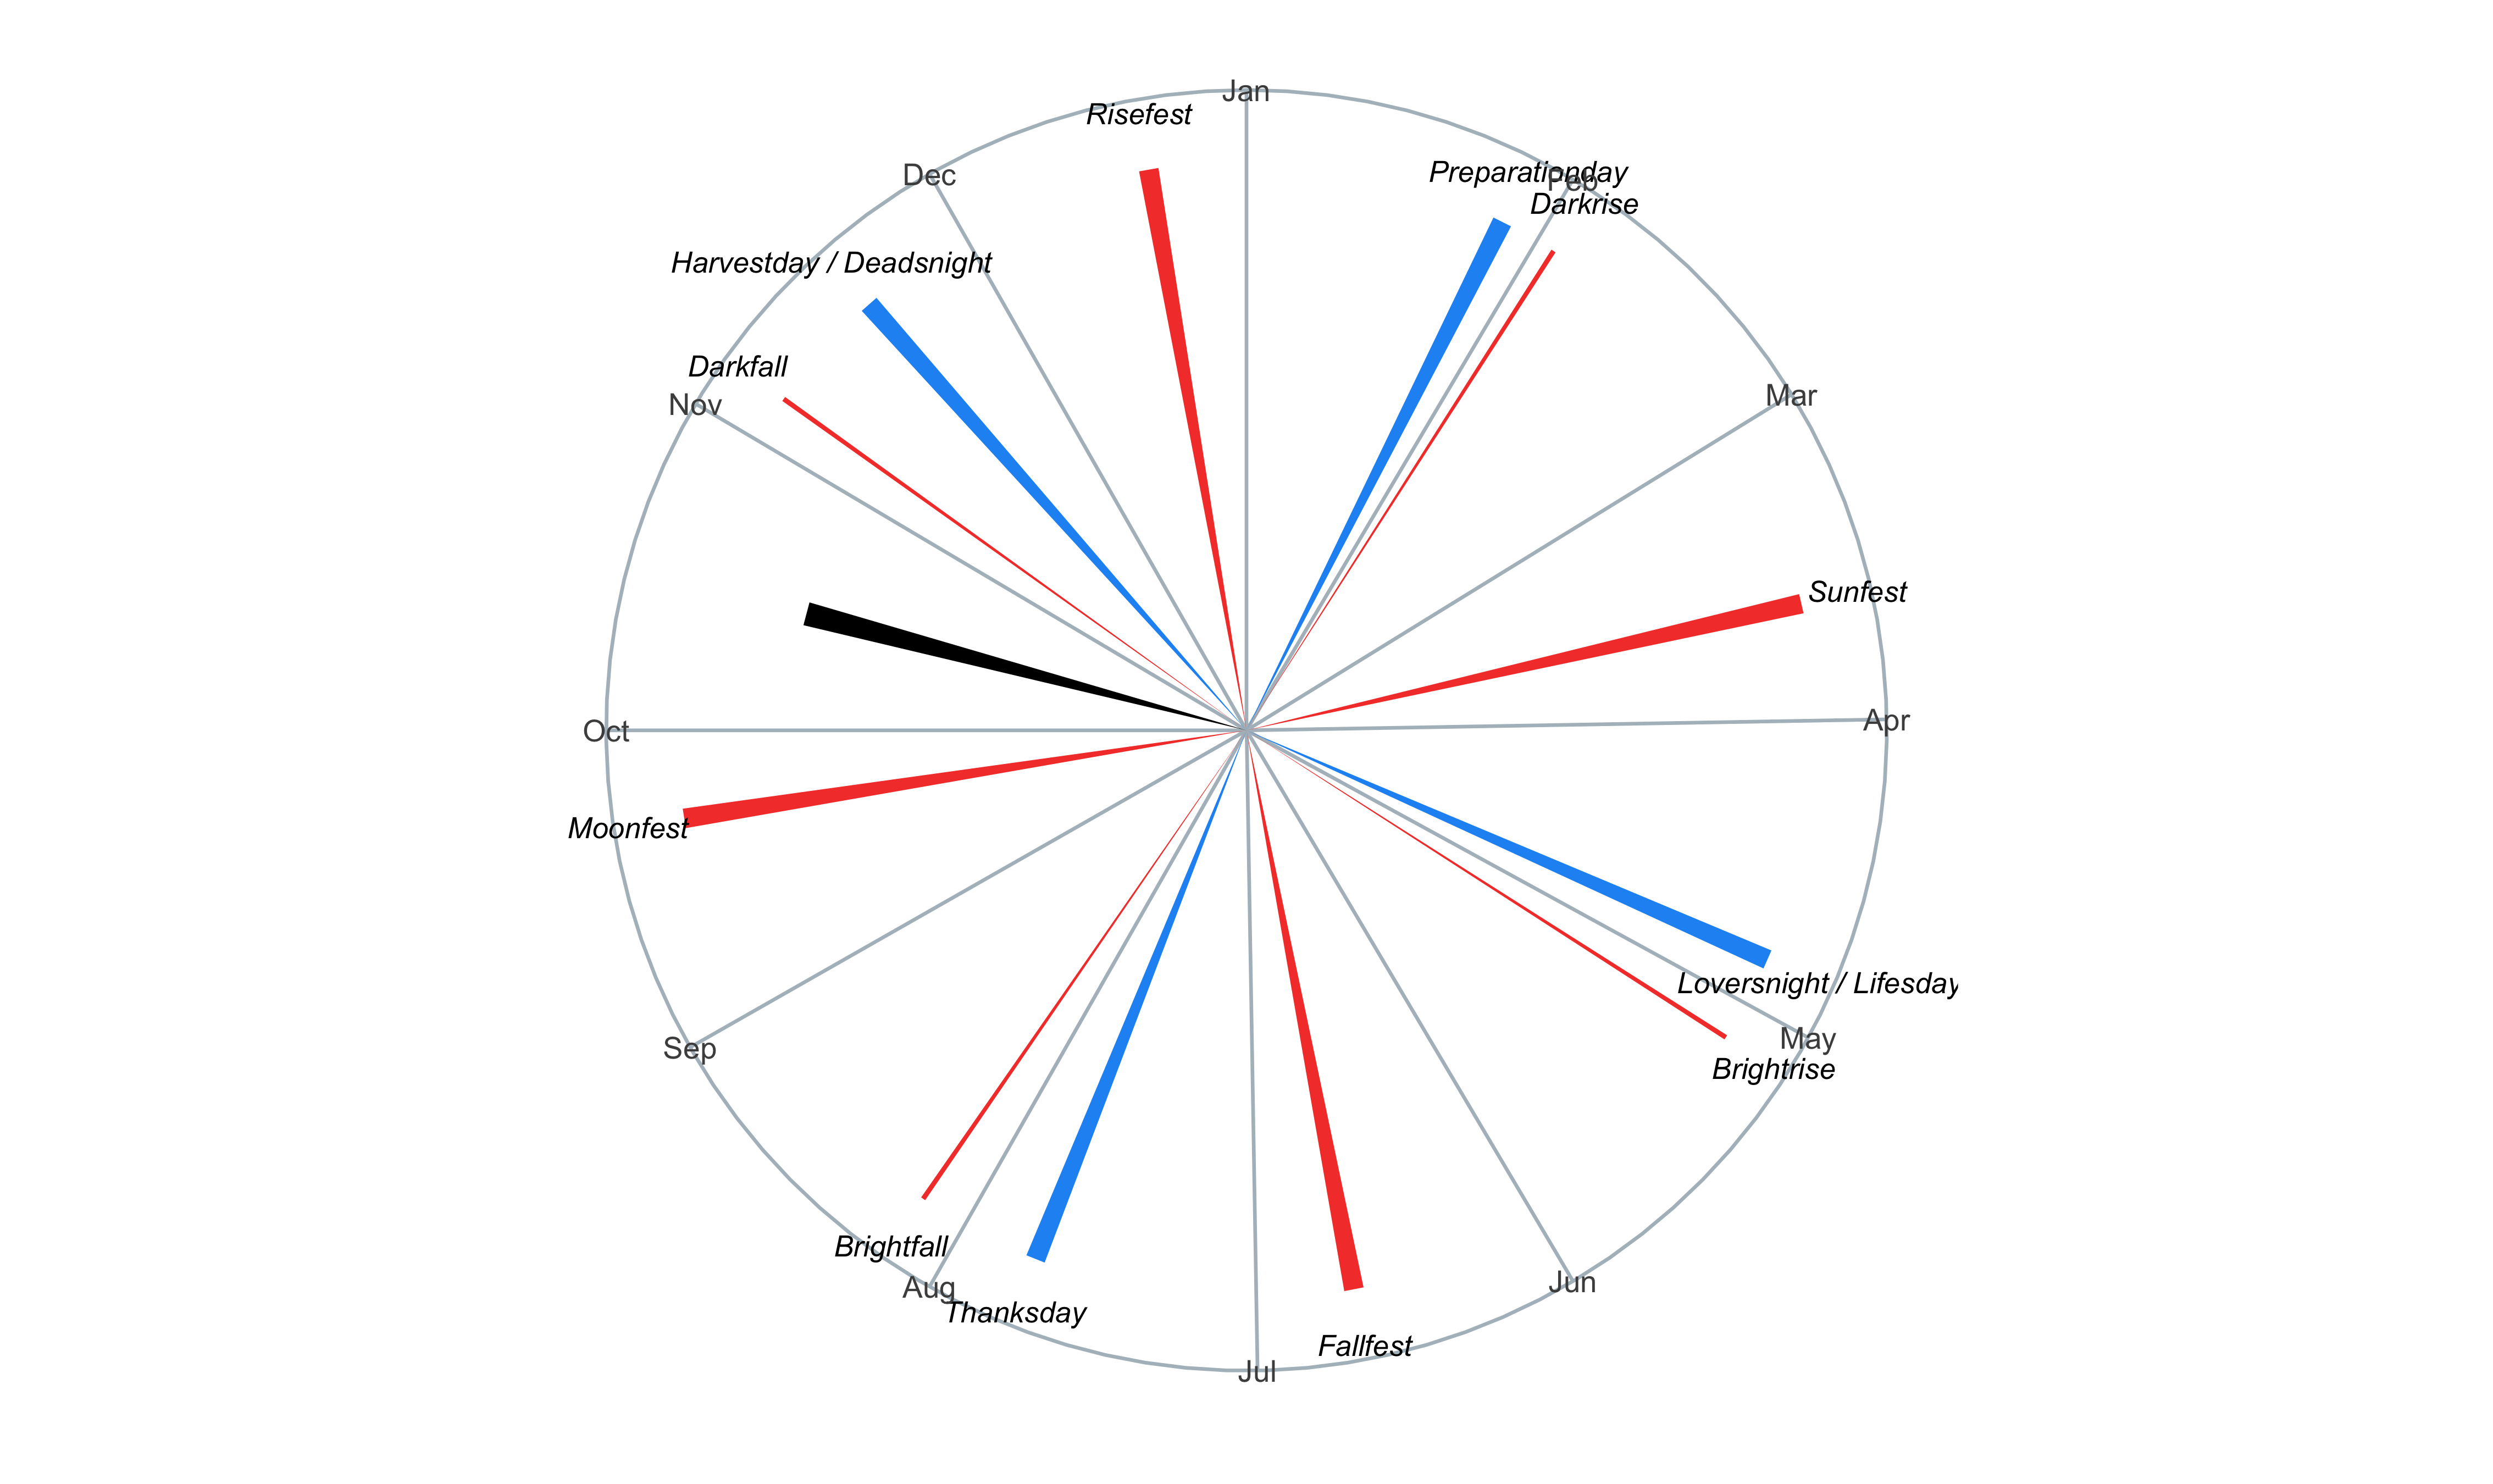 Jan
Risefest
Preparationday
Feb
Dec
Darkrise
Harvestday / Deadsnight
Darkfall
Mar
Nov
Sunfest
Apr
Oct
Moonfest
Loversnight / Lifesday
May
Sep
Brightrise
Brightfall
Jun
Aug
Thanksday
Fallfest
Jul